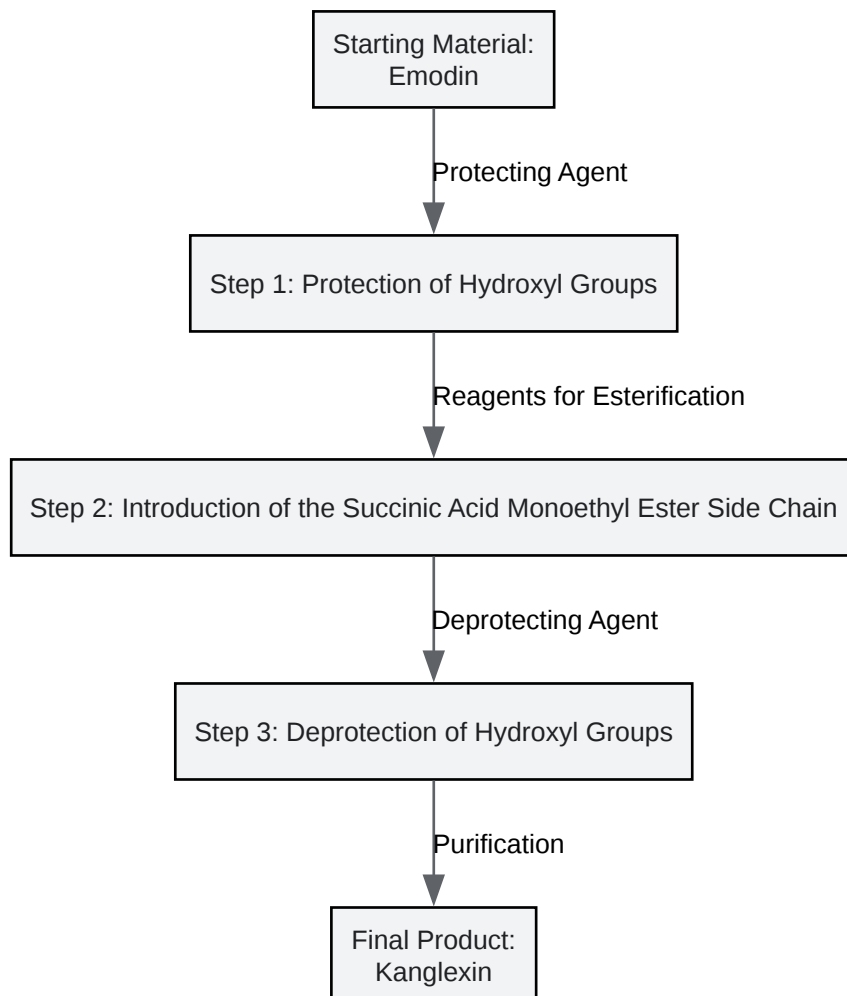 Starting Material:
Emodin
Protecting Agent
Step 1: Protection of Hydroxyl Groups
Reagents for Esterification
Step 2: Introduction of the Succinic Acid Monoethyl Ester Side Chain
Deprotecting Agent
Step 3: Deprotection of Hydroxyl Groups
Purification
Final Product:
Kanglexin